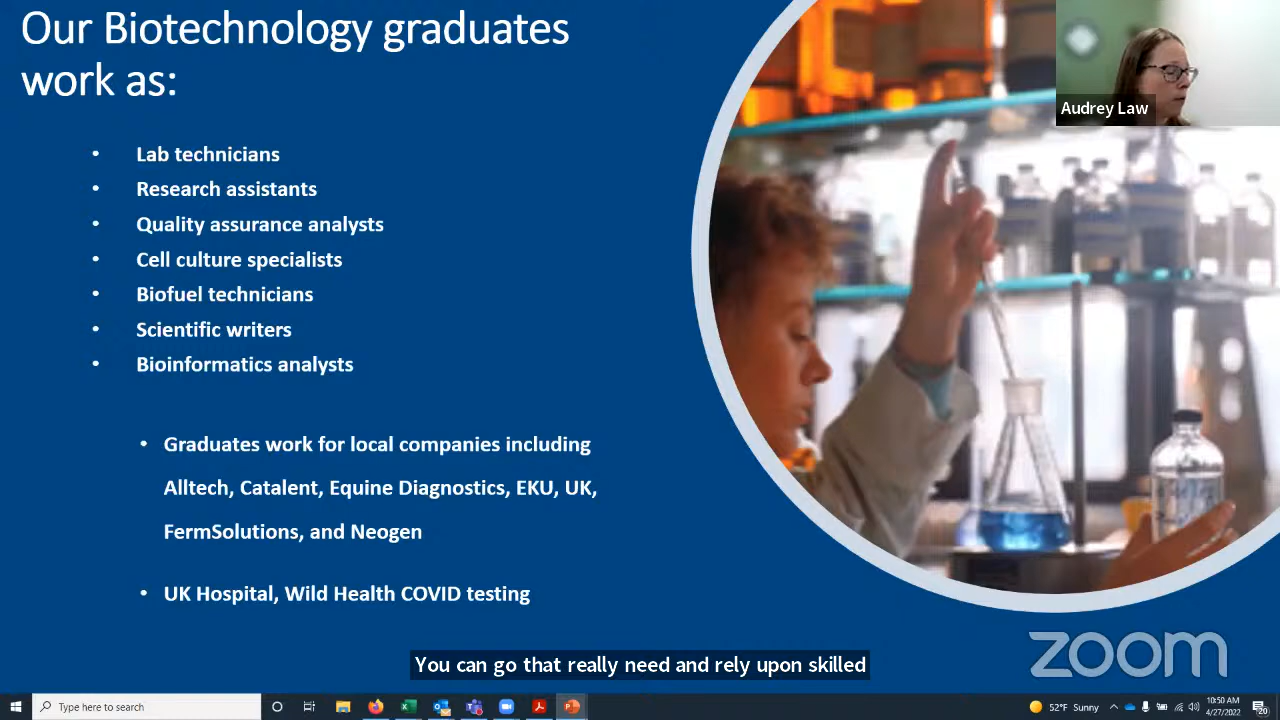 Our Biotechnology graduates
work as:
Audrey Law
• Lab technicians
• Research assistants
• Quality assurance analysts
• Cell culture specialists
• Biofuel technicians
• Scientific writers
• Bioinformatics analysts
• Graduates work for local companies including
Alltech, Catalent, Equine Diagnostics, EKU, UK,
FermSolutions, and Neogen
• UK Hospital, Wild Health COVID testing
zoom
You can go that really need and rely upon skilled
Type here to search
52°F Sunny
10:50 AM
4/27/2022
20